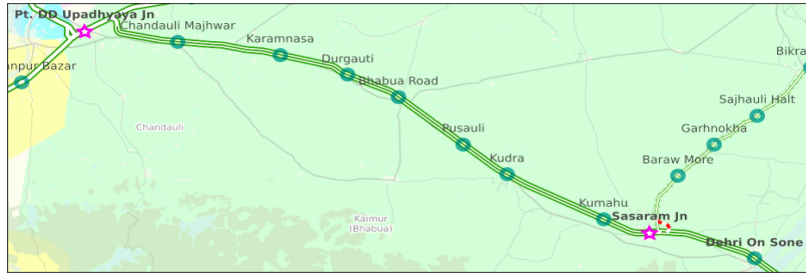 Pt. DD Upadhyaya Jn
Chandauli Majhwar
Karamnasa
Durgauti
Bhabua Road
Bikra
anpur Bazar
Sajhauli Halt
Chandauli
Pusauli
Garhnokha
Kudra
Baraw More
Kumahu
Kaimur
(Bhabua)
Sasaram Jn
Dehri On Sone